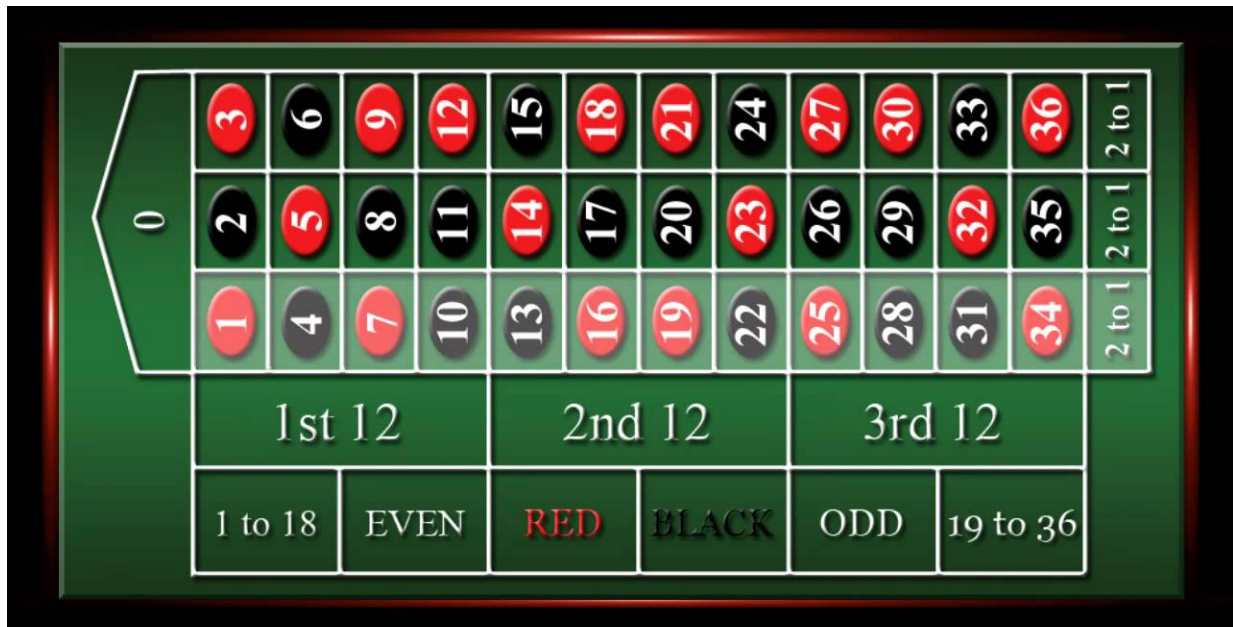 3 6 9 12 15 18 21 24 27 30 33 36 2 to 1
0 2 5 8 11 14 17 20 23 26 29 32 35 2 to 1
1 4 7 10 13 16 19 22 25 28 31 34 2 to 1
1st 12 2nd 12 3rd 12
1 to 18 EVEN RED BLACK ODD 19 to 36